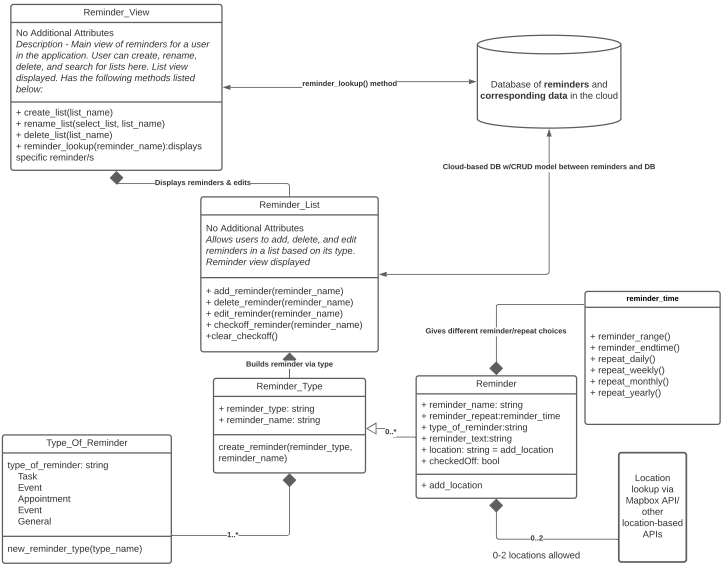 Reminder_View
No Additional Attributes
Description - Main view of reminders for a user
in the application. User can create, rename,
delete, and search for lists here. List view
displayed. Has the following methods listed
below:
+ create_list(list_name)
+ rename_list(select_list, list_name)
+ delete_list(list_name)
+ reminder_lookup(reminder_name):displays
specific reminder/s
reminder_lookup() method
Database of reminders and
corresponding data in the cloud
Cloud-based DB w/CRUD model between reminders and DB
Displays reminders & edits
Reminder_List
No Additional Attributes
Allows users to add, delete, and edit
reminders in a list based on its type.
Reminder view displayed
+ add_reminder(reminder_name)
+ delete_reminder(reminder_name)
+ edit_reminder(reminder_name)
+ checkoff_reminder(reminder_name)
+clear_checkoff()
reminder_time
+ reminder_range()
+ reminder_endtime()
+ repeat_daily()
+ repeat_weekly()
+ repeat_monthly()
+ repeat_yearly()
Gives different reminder/repeat choices
Builds reminder via type
Reminder_Type
+ reminder_type: string
+ reminder_name: string
create_reminder(reminder_type,
reminder_name)
0..*
Reminder
+ reminder_name: string
+ reminder_repeat:reminder_time
+ type_of_reminder:string
+ reminder_text:string
+ location: string = add_location
+ checkedOff: bool
+ add_location
Type_Of_Reminder
type_of_reminder: string
Task
Event
Appointment
Event
General
new_reminder_type(type_name)
1..*
0..2
0-2 locations allowed
Location
lookup via
Mapbox API/
other
location-based
APIs